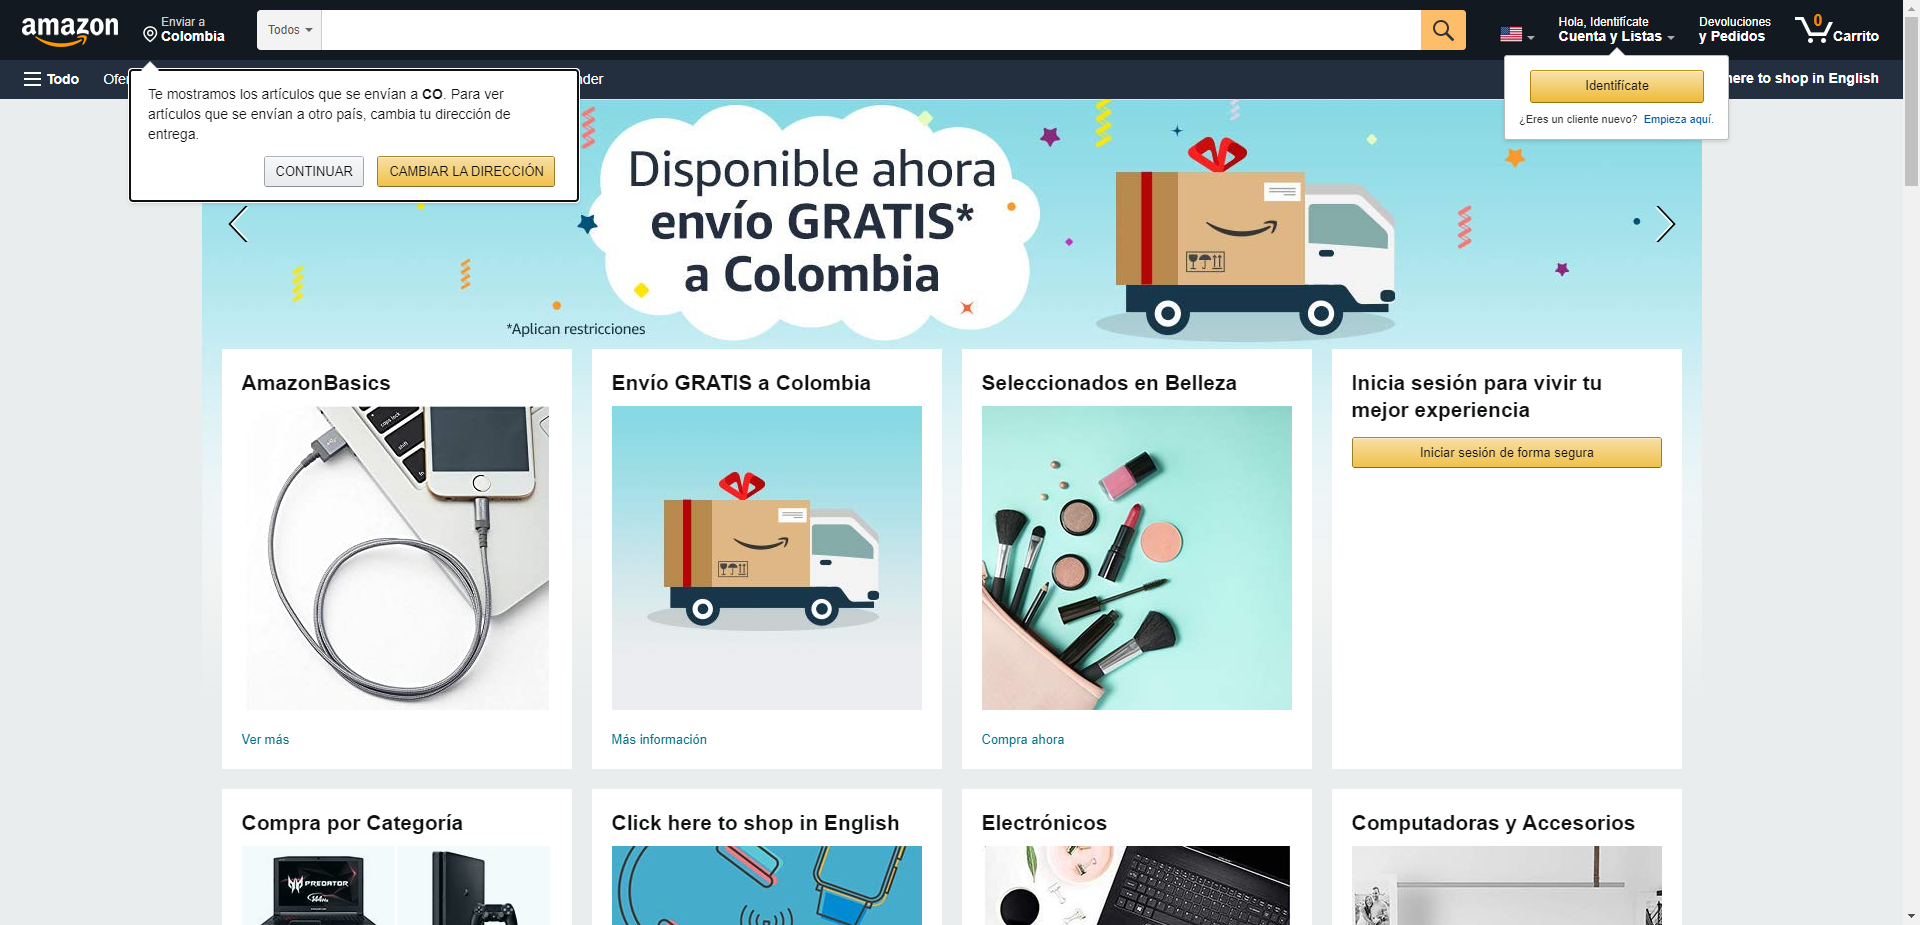 amazon
Enviar a
Colombia
Todos
Hola, Identifícate
Cuenta y Listas
Devoluciones
y Pedidos
0
Carrito
Todo
here to shop in English
Te mostramos los artículos que se envían a CO. Para ver
artículos que se envían a otro país, cambia tu dirección de
entrega.
CONTINUAR
CAMBIAR LA DIRECCIÓN
Identifícate
¿Eres un cliente nuevo? Empieza aquí.
Disponible ahora
envío GRATIS*
a Colombia
*Aplican restricciones
AmazonBasics
Ver más
Envío GRATIS a Colombia
Más información
Seleccionados en Belleza
Compra ahora
Inicia sesión para vivir tu
mejor experiencia
Iniciar sesión de forma segura
Compra por Categoría
PREDATOR
Click here to shop in English
Electrónicos
Computadoras y Accesorios